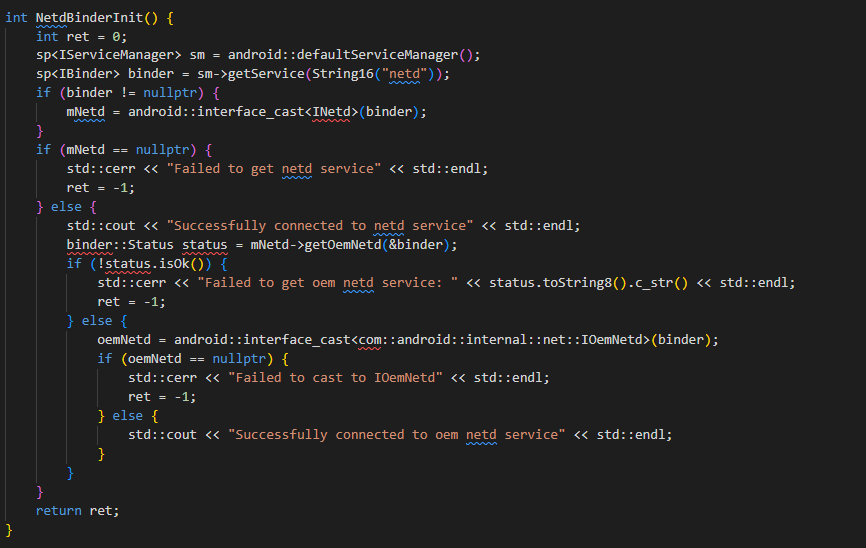 int NetdBinderInit() {
    int ret = 0;
    sp<IServiceManager> sm = android::defaultServiceManager();
    sp<IBinder> binder = sm->getService(String16("netd"));
    if (binder != nullptr) {
        mNetd = android::interface_cast<INetd>(binder);
    }
    if (mNetd == nullptr) {
        std::cerr << "Failed to get netd service" << std::endl;
        ret = -1;
    } else {
        std::cout << "Successfully connected to netd service" << std::endl;
        binder::Status status = mNetd->getOemNetd(&binder);
        if (!status.isOk()) {
            std::cerr << "Failed to get oem netd service: " << status.toString8().c_str() << std::endl;
            ret = -1;
        } else {
            oemNetd = android::interface_cast<com::android::internal::net::IOemNetd>(binder);
            if (oemNetd == nullptr) {
                std::cerr << "Failed to cast to IOemNetd" << std::endl;
                ret = -1;
            } else {
                std::cout << "Successfully connected to oem netd service" << std::endl;
            }
        }
    }
    return ret;
}